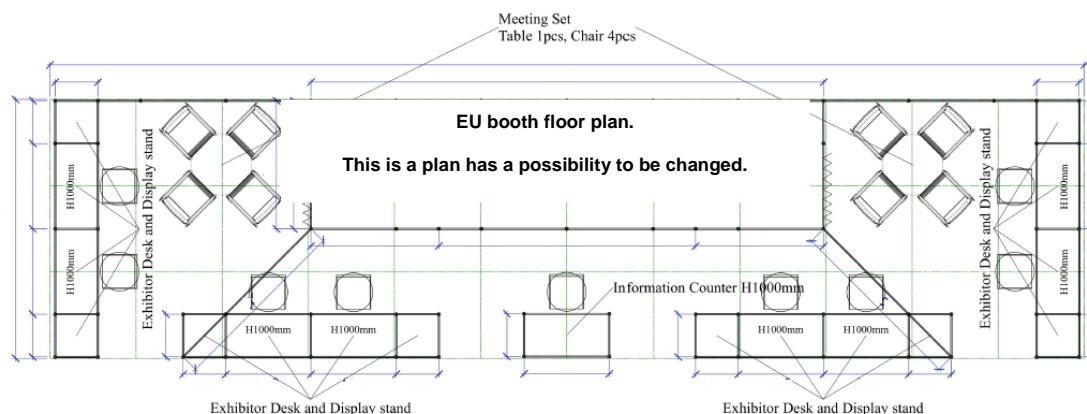 Meeting Set
Table 1pcs, Chair 4pcs
EU booth floor plan.
This is a plan has a possibility to be changed.
Exhibitor Desk and Display stand
H1000mm
H1000mm
Exhibitor Desk and Display stand
H1000mm
H1000mm
Information Counter H1000mm
H1000mm
H1000mm
H1000mm
H1000mm
Exhibitor Desk and Display stand
Exhibitor Desk and Display stand